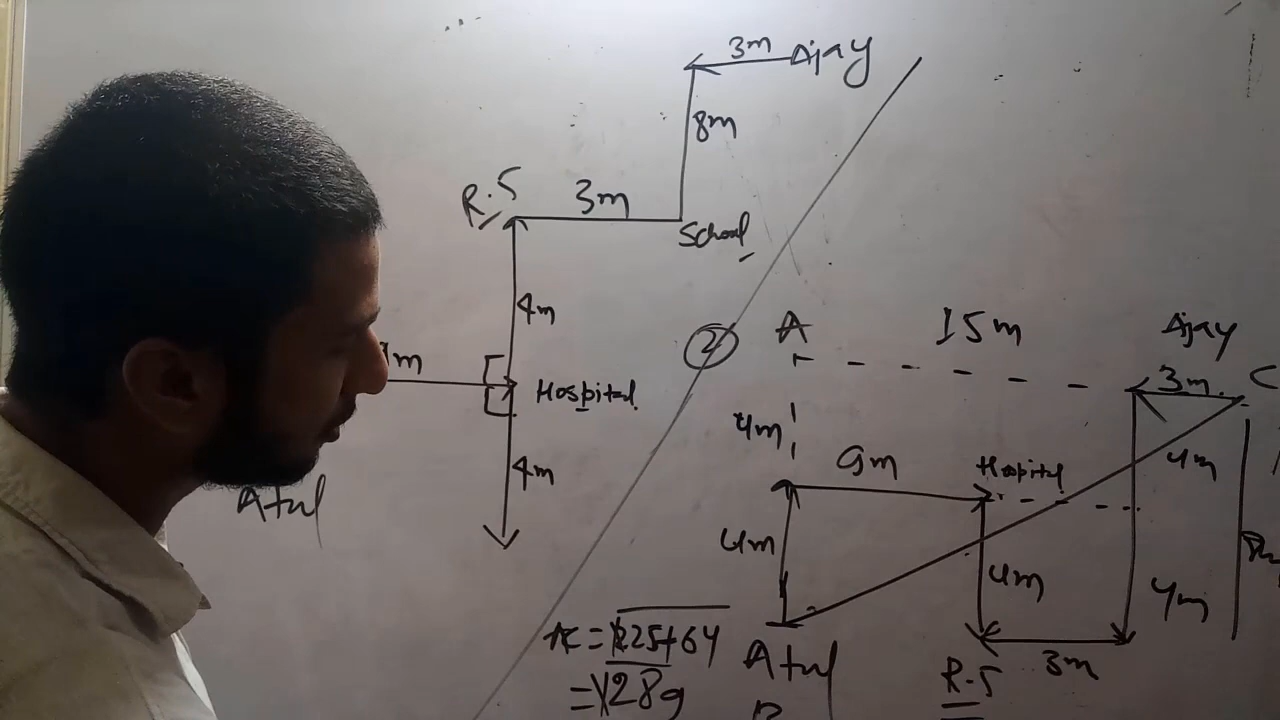 3m Ajay
8m
R.S 3m
School
4m
m
Hospital
4m
Atul
2
A 15m Ajay
3m C
4m
4m
9m Hospital
4m
4m
4m
AC = √225+64
= √289
Atul
R.S
3m